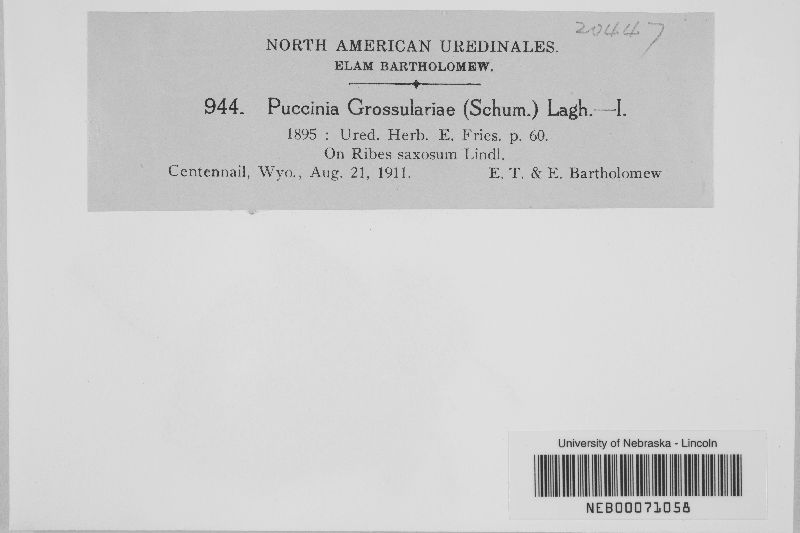 20447
NORTH AMERICAN UREDINALES.
ELAM BARTHOLOMEW.
944. Puccinia Grossulariae (Schum.) Lagh.—I.
1895 : Ured. Herb. E. Fries. p. 60.
On Ribes saxosum Lindl.
Centennail, Wyo., Aug. 21, 1911. E. T. & E. Bartholomew
University of Nebraska - Lincoln
NEB00071058